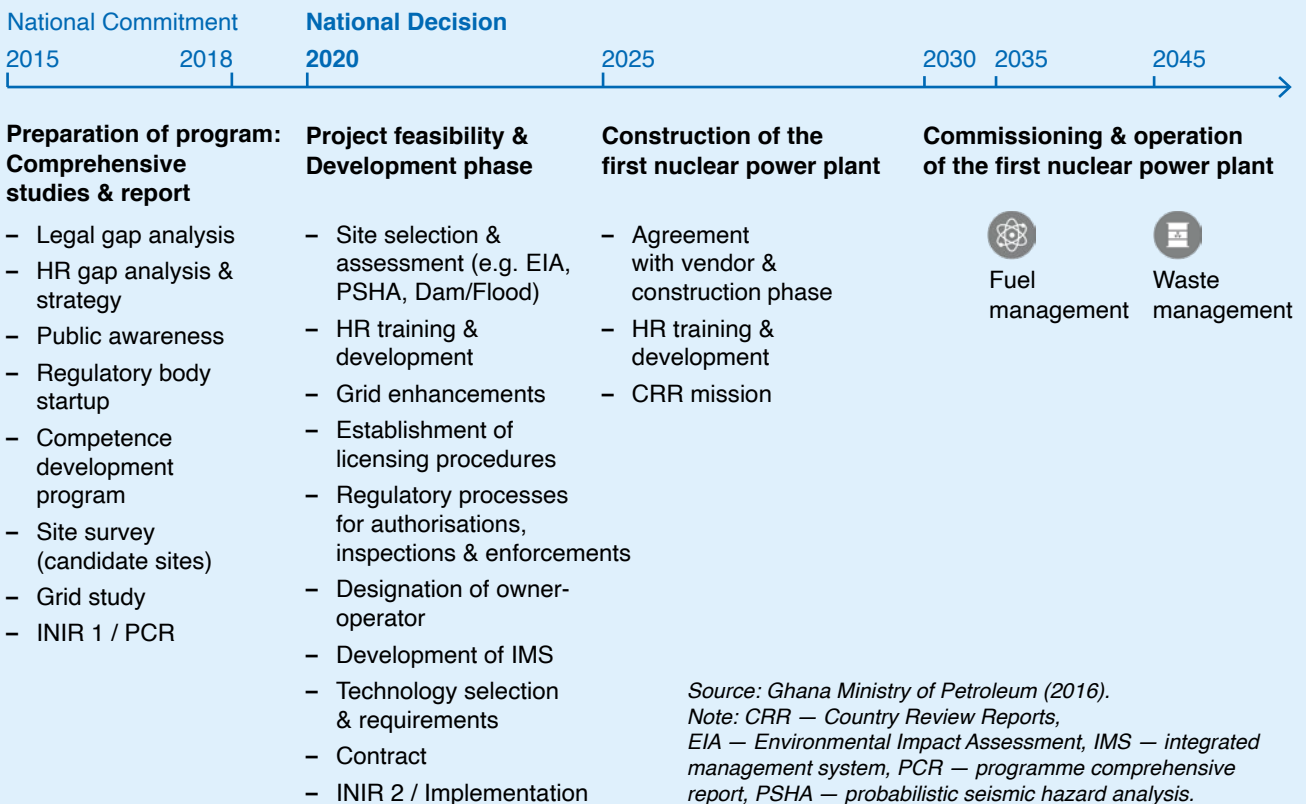 National Commitment
National Decision
2015
2018
2020
2025
2030
2035
2045
Preparation of program:
Comprehensive
studies & report
– Legal gap analysis
– HR gap analysis &
strategy
– Public awareness
– Regulatory body
startup
– Competence
development
program
– Site survey
(candidate sites)
– Grid study
– INIR 1 / PCR
Project feasibility &
Development phase
– Site selection &
assessment (e.g. EIA,
PSHA, Dam/Flood)
– HR training &
development
– Grid enhancements
– Establishment of
licensing procedures
– Regulatory processes
for authorisations,
inspections & enforcements
– Designation of owner-
operator
– Development of IMS
– Technology selection
& requirements
– Contract
– INIR 2 / Implementation
Construction of the
first nuclear power plant
– Agreement
with vendor &
construction phase
– HR training &
development
– CRR mission
Commissioning & operation
of the first nuclear power plant
Fuel
management
Waste
management
Source: Ghana Ministry of Petroleum (2016).
Note: CRR — Country Review Reports,
EIA — Environmental Impact Assessment, IMS — integrated
management system, PCR — programme comprehensive
report, PSHA — probabilistic seismic hazard analysis.